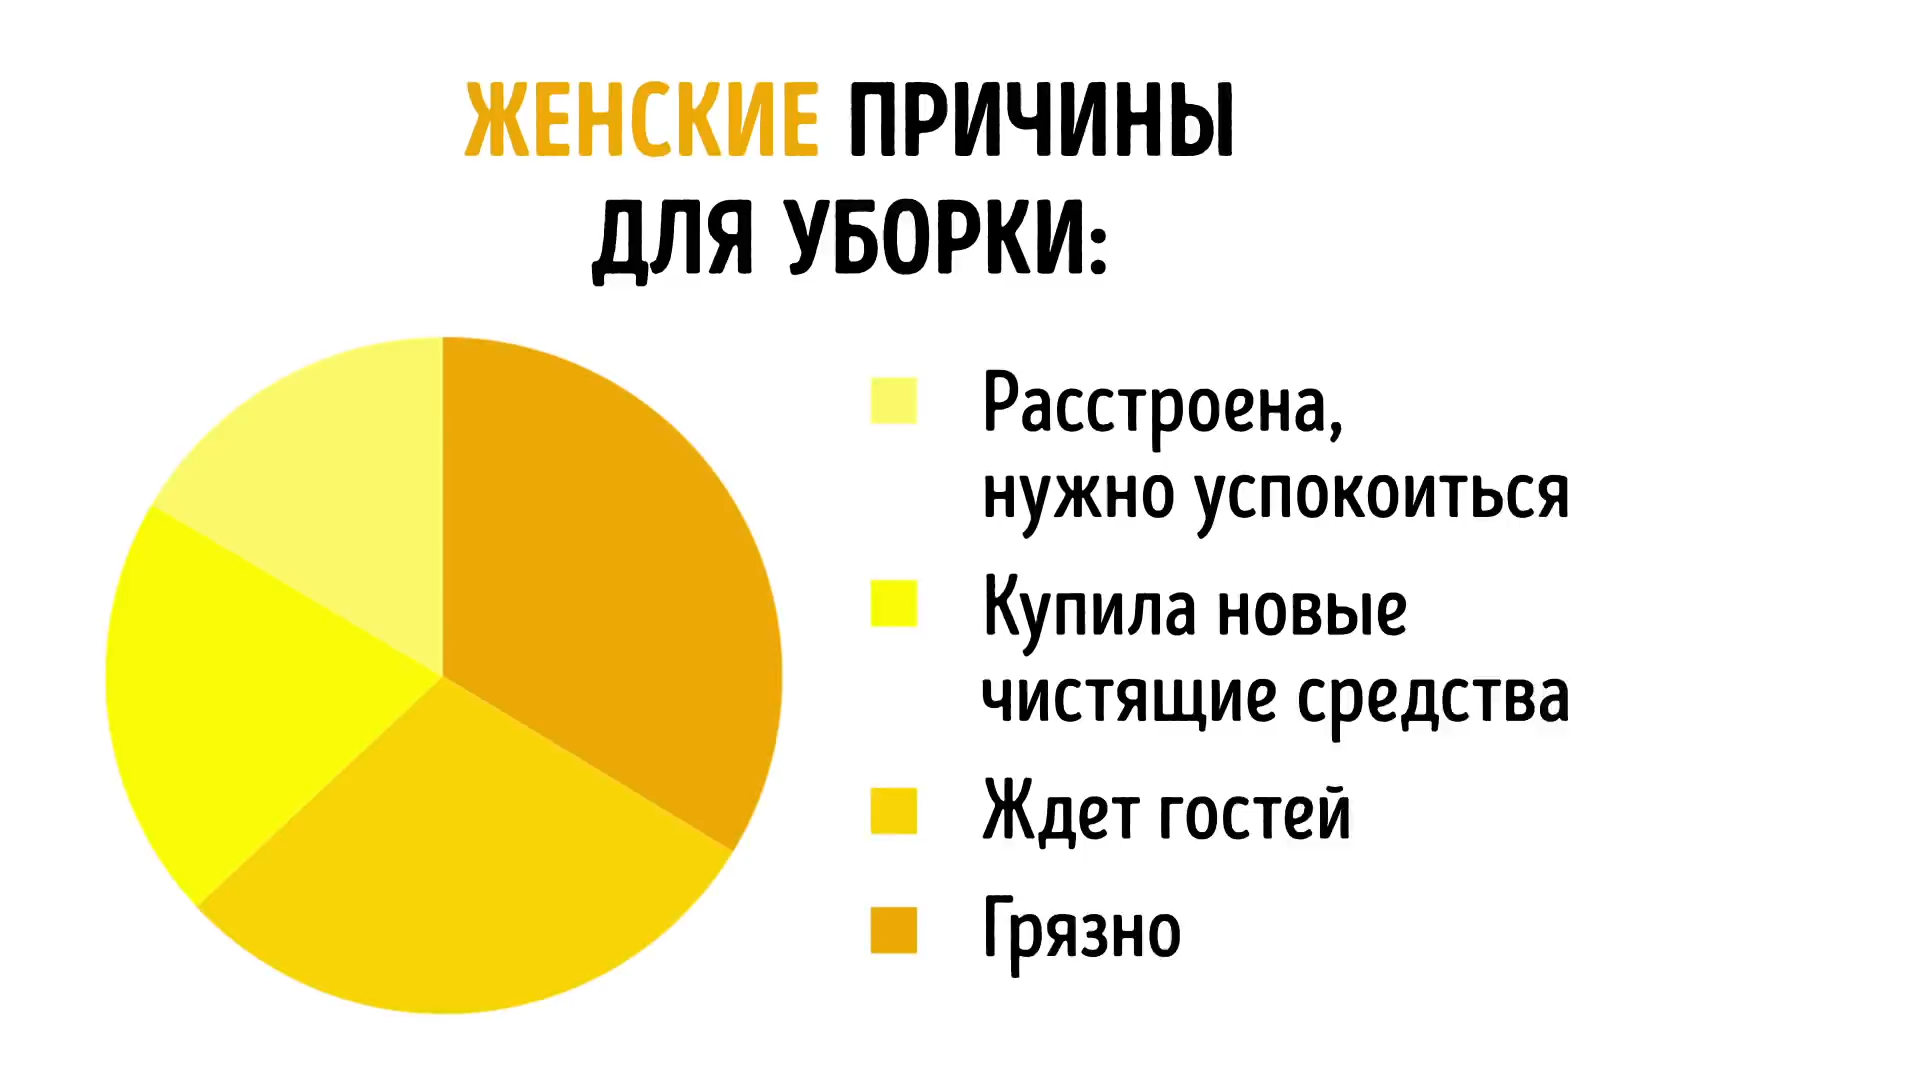 ЖЕНСКИЕ ПРИЧИНЫ
ДЛЯ УБОРКИ:
Расстроена,
нужно успокоиться
Купила новые
чистящие средства
Ждет гостей
Грязно